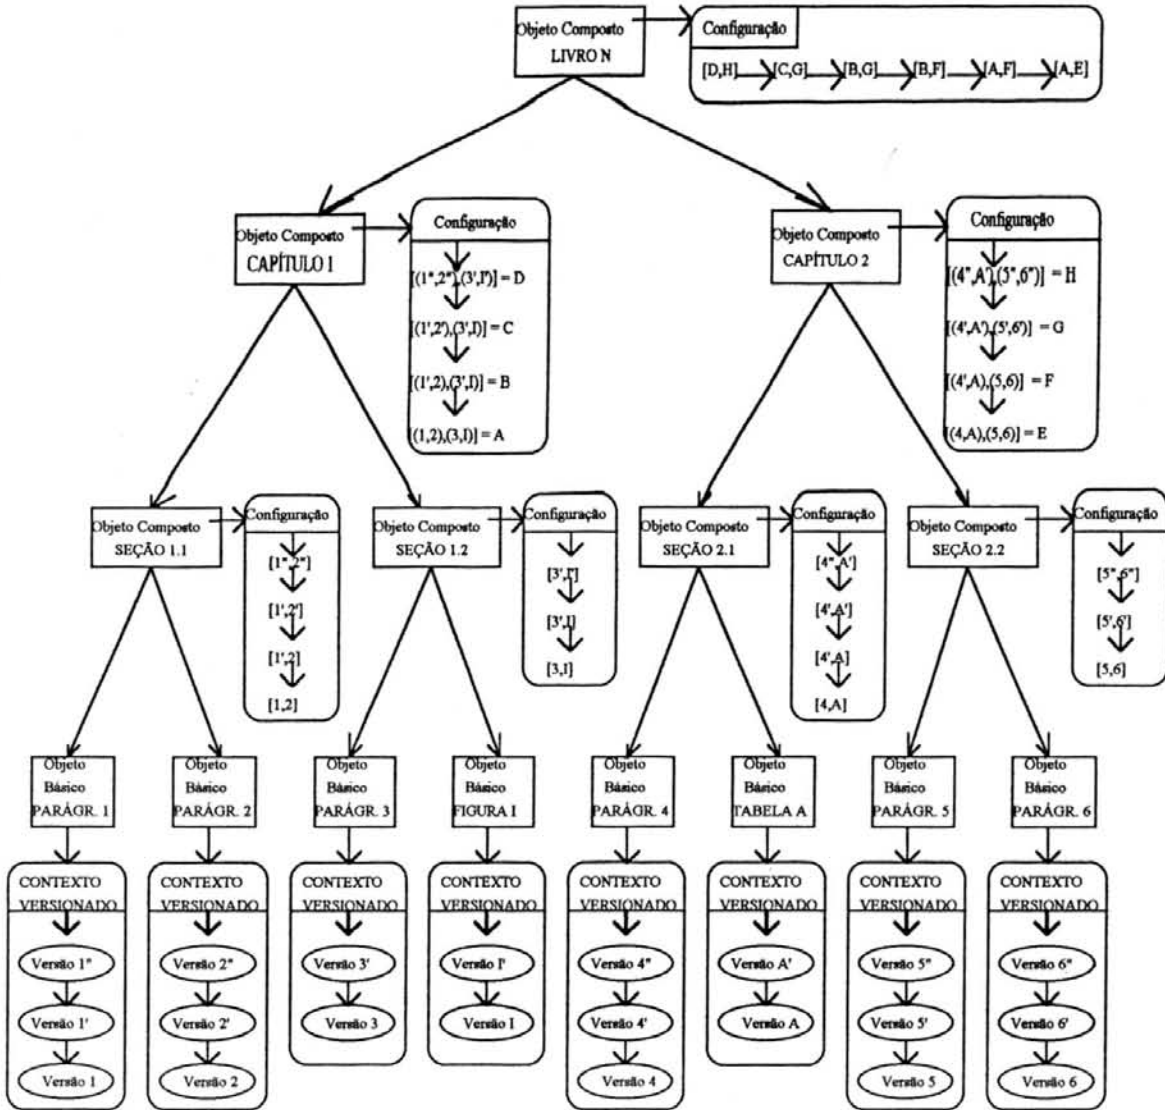 Objeto Composto
LIVRO N
Configuração
[D,H] [C,G] [B,G] [B,F] [A,F] [A,E]
Objeto Composto
CAPÍTULO 1
Configuração
[(1",2"),(3',I')] = D
[(1',2'),(3',I)] = C
[(1',2),(3',I)] = B
[(1,2),(3,I)] = A
Objeto Composto
CAPÍTULO 2
Configuração
[(4",A'),(5",6")] = H
[(4',A'),(5',6')] = G
[(4',A),(5,6)] = F
[(4,A),(5,6)] = E
Objeto Composto
SEÇÃO 1.1
Configuração
[1",2"]
[1',2']
[1',2]
[1,2]
Objeto Composto
SEÇÃO 1.2
Configuração
[3',I']
[3',I]
[3,I]
Objeto Composto
SEÇÃO 2.1
Configuração
[4",A']
[4',A']
[4',A]
[4,A]
Objeto Composto
SEÇÃO 2.2
Configuração
[5",6"]
[5',6']
[5,6]
Objeto
Básico
PARÁGR. 1
Objeto
Básico
PARÁGR. 2
Objeto
Básico
PARÁGR. 3
Objeto
Básico
FIGURA I
Objeto
Básico
PARÁGR. 4
Objeto
Básico
TABELA A
Objeto
Básico
PARÁGR. 5
Objeto
Básico
PARÁGR. 6
CONTEXTO
VERSIONADO
Versão 1"
Versão 1'
Versão 1
CONTEXTO
VERSIONADO
Versão 2"
Versão 2'
Versão 2
CONTEXTO
VERSIONADO
Versão 3'
Versão 3
CONTEXTO
VERSIONADO
Versão I'
Versão I
CONTEXTO
VERSIONADO
Versão 4"
Versão 4'
Versão 4
CONTEXTO
VERSIONADO
Versão A'
Versão A
CONTEXTO
VERSIONADO
Versão 5"
Versão 5'
Versão 5
CONTEXTO
VERSIONADO
Versão 6"
Versão 6'
Versão 6